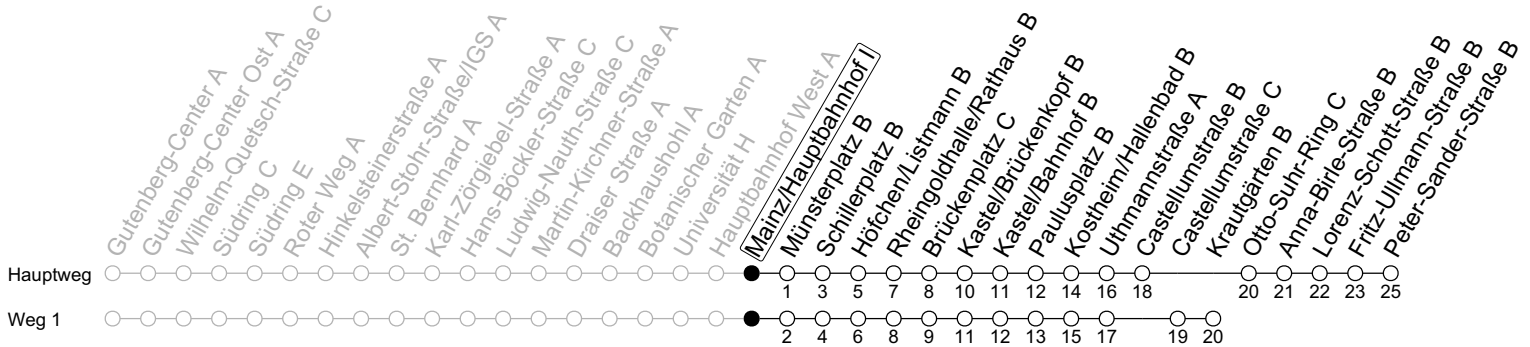 Gutenberg-Center A
Gutenberg-Center Ost A
Wilhelm-Quetsch-Straße C
Südring C
Südring E
Roter Weg A
Hinkelsteinerstraße A
Albert-Stohr-Straße/IGS A
St. Bernhard A
Karl-Zörgiebel-Straße A
Hans-Böckler-Straße C
Ludwig-Nauth-Straße C
Martin-Kirchner-Straße A
Draiser Straße A
Backhaushohl A
Botanischer Garten A
Universität H
Hauptbahnhof West A
Mainz/Hauptbahnhof I
Münsterplatz B
Schillerplatz B
Höfchen/Listmann B
Rheingoldhalle/Rathaus B
Brückenplatz C
Kastel/Brückenkopf B
Kastel/Bahnhof B
Paulusplatz B
Kostheim/Hallenbad B
Uthmannstraße A
Castellumstraße B
Castellumstraße C
Krautgärten B
Otto-Suhr-Ring C
Anna-Birle-Straße B
Lorenz-Schott-Straße B
Fritz-Ullmann-Straße B
Peter-Sander-Straße B
Hauptweg
1 3 5 7 8 10 11 12 14 16 18 20 21 22 23 25
Weg 1
2 4 6 8 9 11 12 13 15 17 19 20